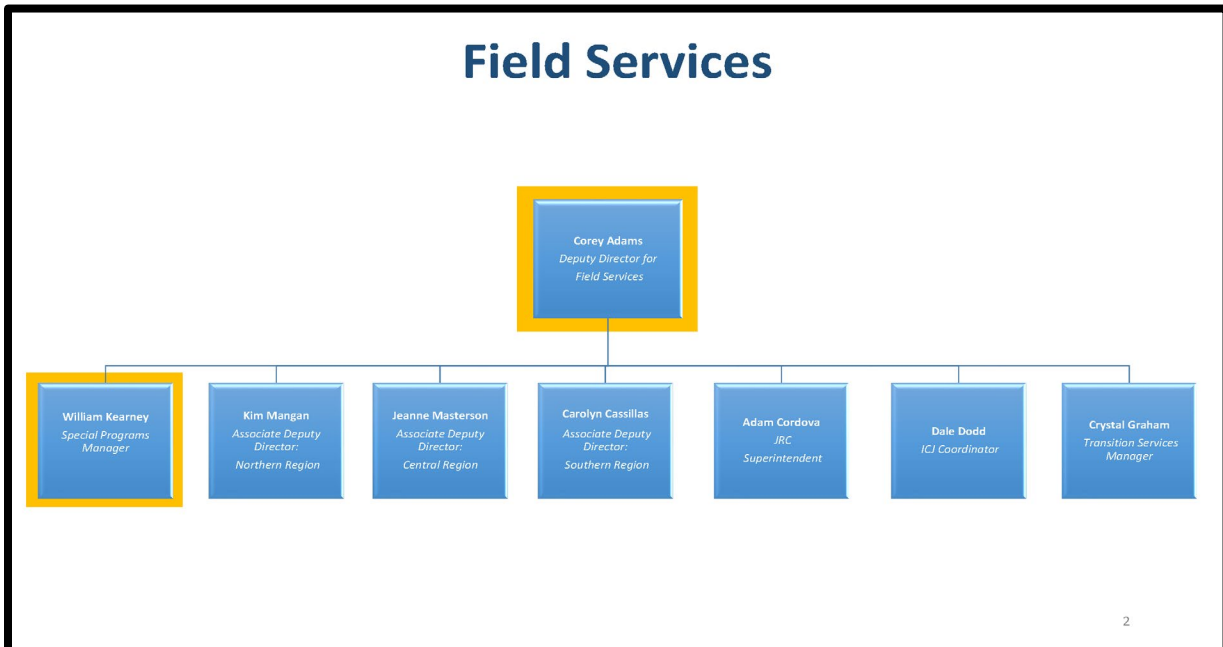 Field Services
Corey Adams
Deputy Director for
Field Services
William Kearney
Special Programs
Manager
Kim Mangan
Associate Deputy
Director:
Northern Region
Jeanne Masterson
Associate Deputy
Director:
Central Region
Carolyn Cassillas
Associate Deputy
Director:
Southern Region
Adam Cordova
JRC
Superintendent
Dale Dodd
ICJ Coordinator
Crystal Graham
Transition Services
Manager
2